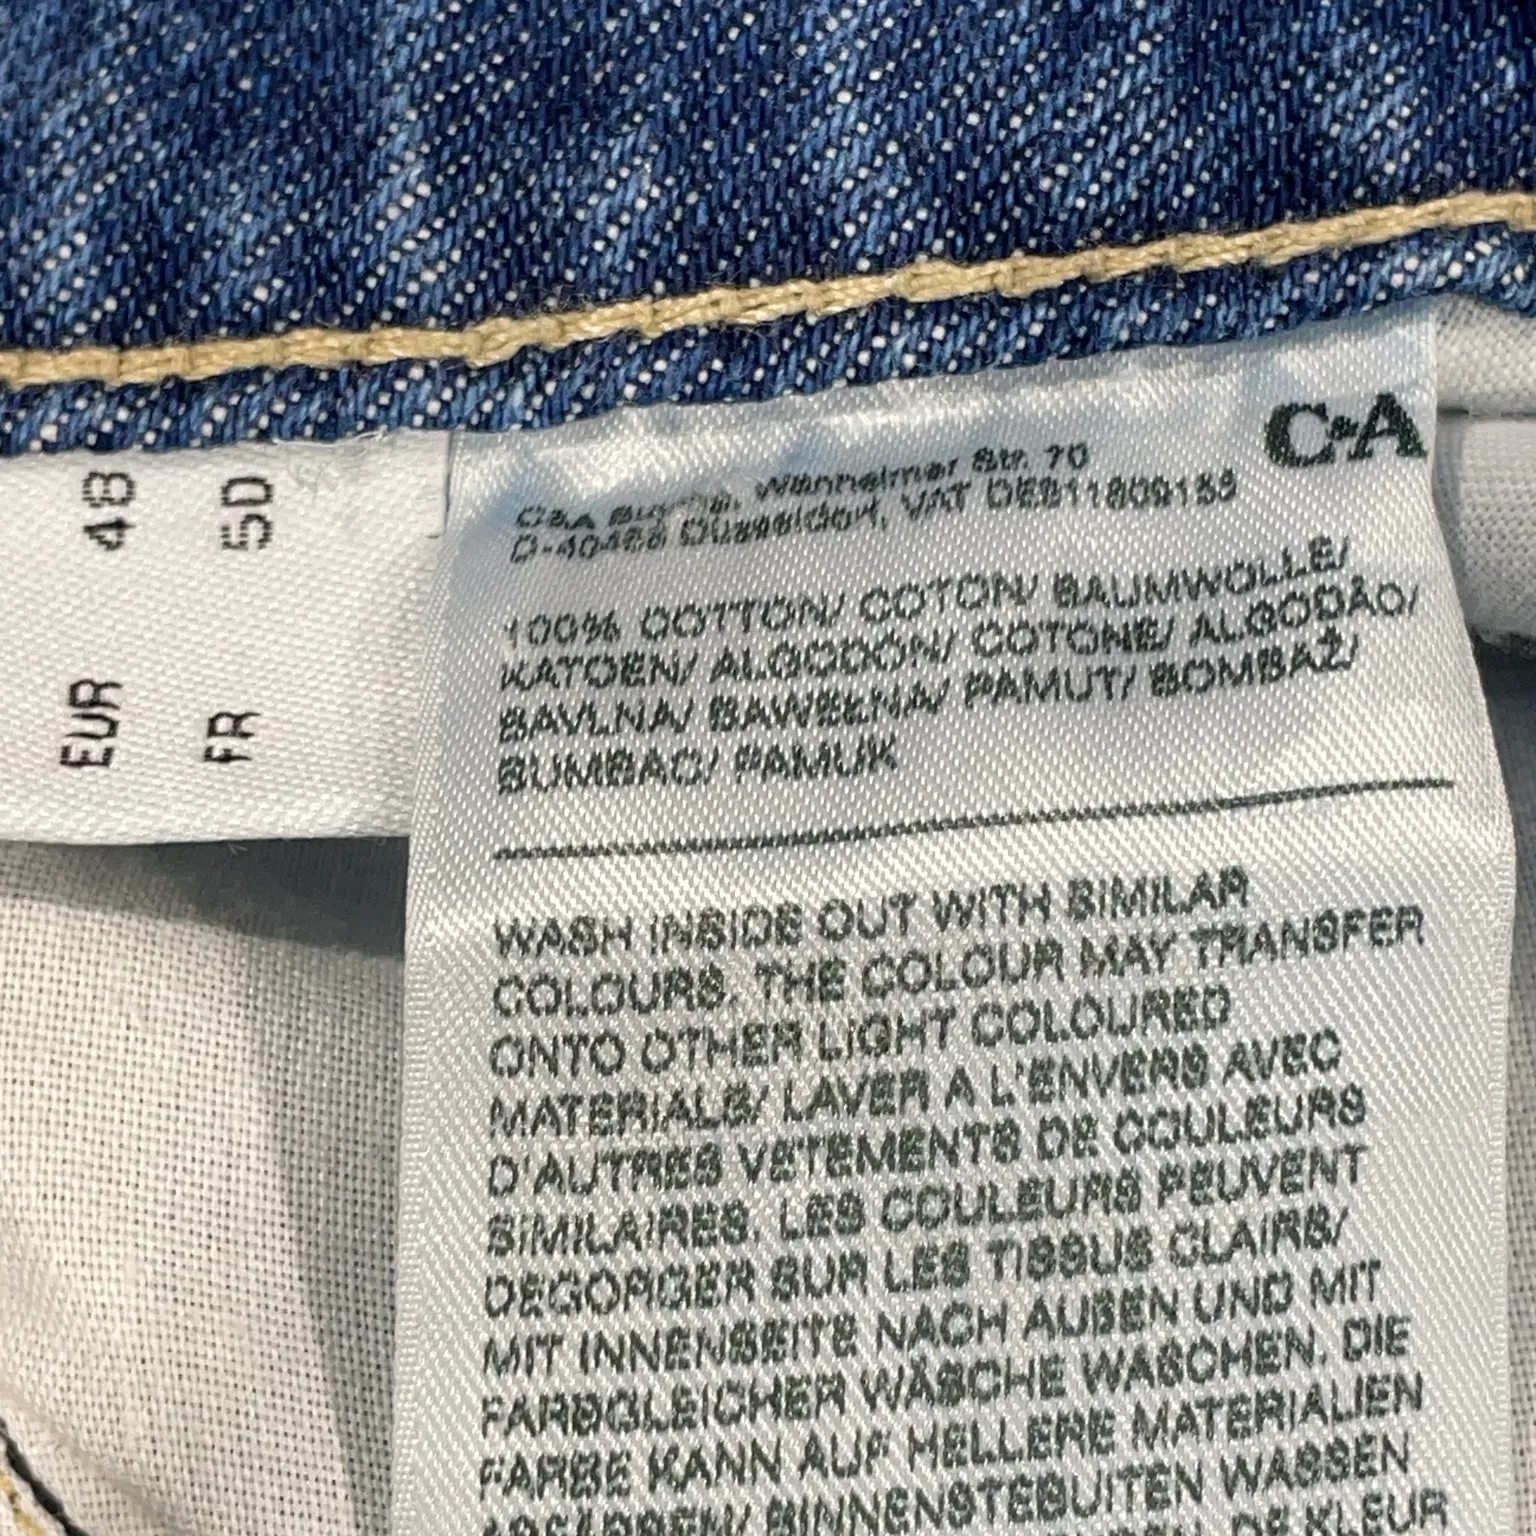 EUR 48
FR 50
C&A
C&A Buying, Wanheimer Str. 70
D-40468 Düsseldorf, VAT DE811809155
100% COTTON/ COTON/ BAUMWOLLE/
KATOEN/ ALGODÓN/ COTONE/ ALGODÃO/
BAVLNA/ BAWEŁNA/ PAMUT/ BOMBAŽ/
BUMBAC/ PAMUK
WASH INSIDE OUT WITH SIMILAR
COLOURS. THE COLOUR MAY TRANSFER
ONTO OTHER LIGHT COLOURED
MATERIALS/ LAVER A L'ENVERS AVEC
D'AUTRES VETEMENTS DE COULEURS
SIMILAIRES. LES COULEURS PEUVENT
DEGORGER SUR LES TISSUS CLAIRS/
MIT INNENSEITE NACH AUßEN UND MIT
FARBGLEICHER WÄSCHE WASCHEN. DIE
FARBE KANN AUF HELLERE MATERIALIEN
ABFÄRBEN/ BINNENSTEBUITEN WASSEN
DE KLEUR